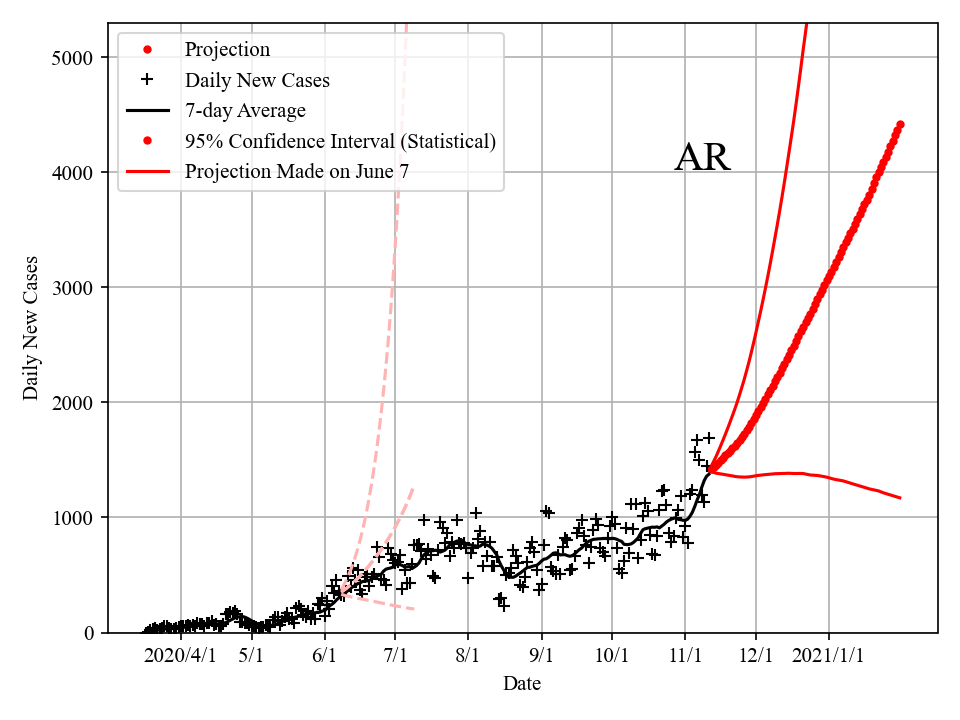 5000
4000
3000
2000
1000
0
Daily New Cases
Projection
Daily New Cases
7-day Average
95% Confidence Interval (Statistical)
Projection Made on June 7
AR
2020/4/1 5/1 6/1 7/1 8/1 9/1 10/1 11/1 12/1 2021/1/1
Date